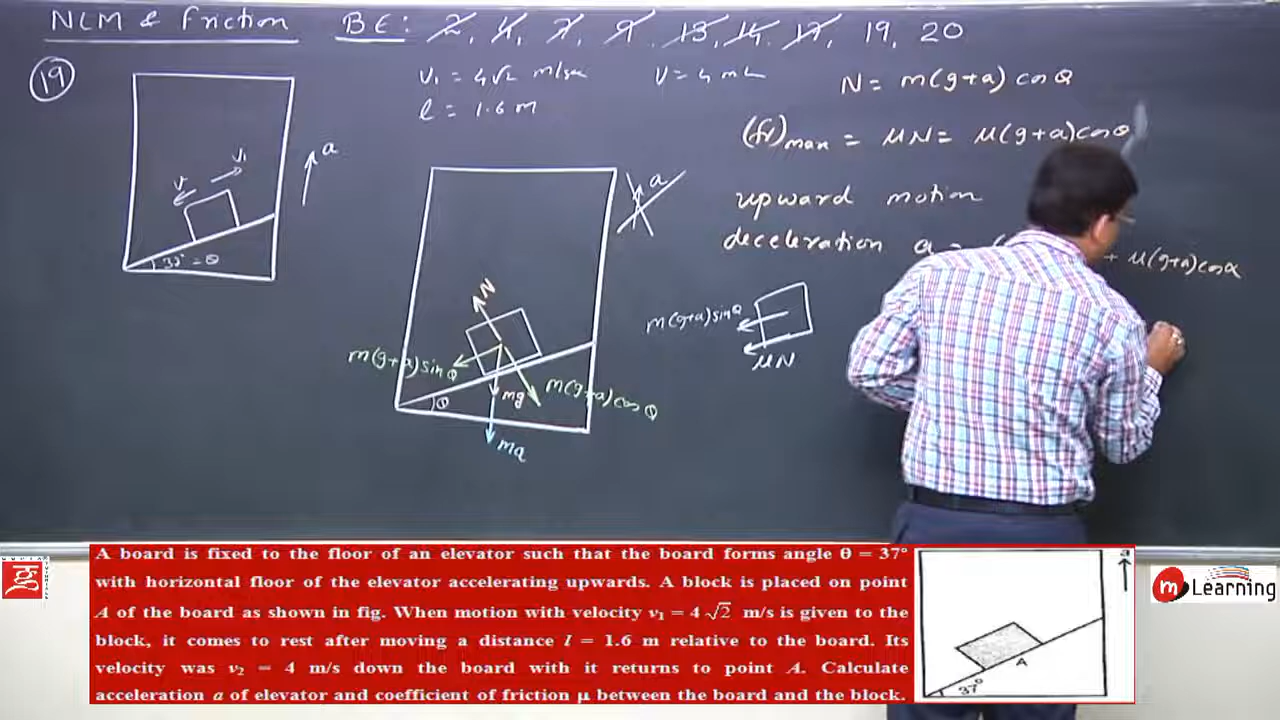 NLM & Friction BE: 2, 4, 7, 9, 13, 14, 17, 19, 20
19
v₁ = 4√2 m/sec V = 4 m/s
l = 1.6 m
N = m(g+a) cosθ
(fr)max = μN = μ(g+a)cosθ
upward motion
deceleration a =
+ μ(g+a)cosα
v v₁ a
37° = θ
a
N
m(g+a)sinθ
mg
m(g+a)cosθ
θ
ma
m(g+a)sinθ
μN
A board is fixed to the floor of an elevator such that the board forms angle θ = 37°
with horizontal floor of the elevator accelerating upwards. A block is placed on point
A of the board as shown in fig. When motion with velocity v₁ = 4√2 m/s is given to the
block, it comes to rest after moving a distance l = 1.6 m relative to the board. Its
velocity was v₂ = 4 m/s down the board with it returns to point A. Calculate
acceleration a of elevator and coefficient of friction μ between the board and the block.
a
A
37°
m Learning